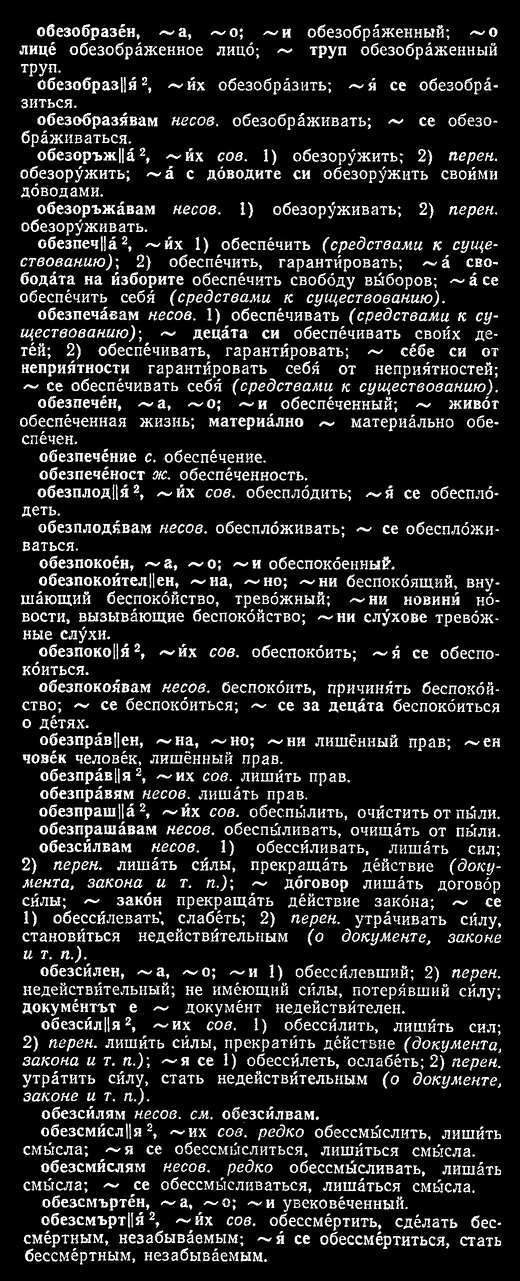 обезобразе́н, ~а, ~о; ~и обезображенный; ~о
лице́ обезобра́женное лицо́; ~ труп обезобра́женный
труп.
обезобраз||я́ ², ~и́х обезобра́зить; ~я́ се обезобра́-
зиться.
обезобразя́вам несов. обезобра́живать; ~ се обезо-
бра́живаться.
обезоръж||а́ ², ~и́х сов. 1) обезору́жить; 2) перен.
обезору́жить; ~а́ с до́водите си обезору́жить свои́ми
до́водами.
обезоръжа́вам несов. 1) обезору́живать; 2) перен.
обезору́живать.
обезпеч||а́ ², ~и́х 1) обеспе́чить (средствами к суще-
ствованию); 2) обеспе́чить, гаранти́ровать; ~а́ сво-
бода́та на и́зборите обеспе́чить свобо́ду вы́боров; ~а́ се
обеспе́чить себя́ (средствами к существованию).
обезпеча́вам несов. 1) обеспе́чивать (средствами к су-
ществованию); ~ деца́та си обеспе́чивать свои́х де-
те́й; 2) обеспе́чивать, гаранти́ровать; ~ се́бе си от
неприя́тности гаранти́ровать себя́ от неприя́тностей;
~ се обеспе́чивать себя́ (средствами к существованию).
обезпече́н, ~а, ~о; ~и обеспе́ченный; ~ живо́т
обеспе́ченная жизнь; материа́лно ~ материа́льно обе-
спе́чен.
обезпече́ние с. обеспе́чение.
обезпече́ност ж. обеспе́ченность.
обезплод||я́ ², ~и́х сов. обеспло́дить; ~я́ се обеспло́-
деть.
обезплодя́вам несов. обеспло́живать; ~ се обеспло́жи-
ваться.
обезпокое́н, ~а, ~о; ~и обеспоко́енный.
обезпокои́тел||ен, ~на, ~но; ~ни беспоко́ящий, вну-
ша́ющий беспоко́йство, трево́жный; ~ни новини́ но́-
вости, вызыва́ющие беспоко́йство; ~ни слу́хове трево́ж-
ные слу́хи.
обезпоко||я́ ², ~и́х сов. обеспоко́ить; ~я́ се обеспо-
ко́иться.
обезпокоя́вам несов. беспоко́ить, причиня́ть беспоко́й-
ство; ~ се беспоко́иться; ~ се за деца́та беспоко́иться
о де́тях.
обезпра́в||ен, ~на, ~но; ~ни лишённый прав; ~ен
чове́к челове́к, лишённый прав.
обезпра́в||я ², ~их сов. лиши́ть прав.
обезпра́вям несов. лиша́ть прав.
обезпраш||а́ ², ~и́х сов. обеспы́лить, очи́стить от пы́ли.
обезпраша́вам несов. обеспы́ливать, очища́ть от пы́ли.
обезси́лвам несов. 1) обесси́ливать, лиша́ть сил;
2) перен. лиша́ть си́лы, прекраща́ть де́йствие (доку-
мента, закона и т. п.); ~ до́говор лиша́ть догово́р
си́лы; ~ зако́н прекраща́ть де́йствие зако́на; ~ се
1) обесси́левать, слабе́ть; 2) перен. утра́чивать си́лу,
станови́ться недействи́тельным (о документе, законе
и т. п.).
обезси́лен, ~а, ~о; ~и 1) обесси́левший; 2) перен.
недействи́тельный; не име́ющий си́лы, потеря́вший си́лу;
докуме́нтът е ~ докуме́нт недействи́телен.
обезси́л||я ², ~их сов. 1) обесси́лить, лиши́ть сил;
2) перен. лиши́ть си́лы, прекрати́ть де́йствие (документа,
закона и т. п.); ~я се 1) обесси́леть, ослабе́ть; 2) перен.
утра́тить си́лу, стать недействи́тельным (о документе,
законе и т. п.).
обезси́лям несов. см. обезси́лвам.
обезсми́сл||я ², ~их сов. редко обессмы́слить, лиши́ть
смы́сла; ~я се обессмы́слиться, лиши́ться смы́сла.
обезсми́слям несов. редко обессмы́сливать, лиша́ть
смы́сла; ~ се обессмы́сливаться, лиша́ться смы́сла.
обезсмърте́н, ~а, ~о; ~и увекове́ченный.
обезсмърт||я́ ², ~и́х сов. обессме́ртить, сде́лать бес-
сме́ртным, незабыва́емым; ~я́ се обессме́ртиться, стать
бессме́ртным, незабыва́емым.